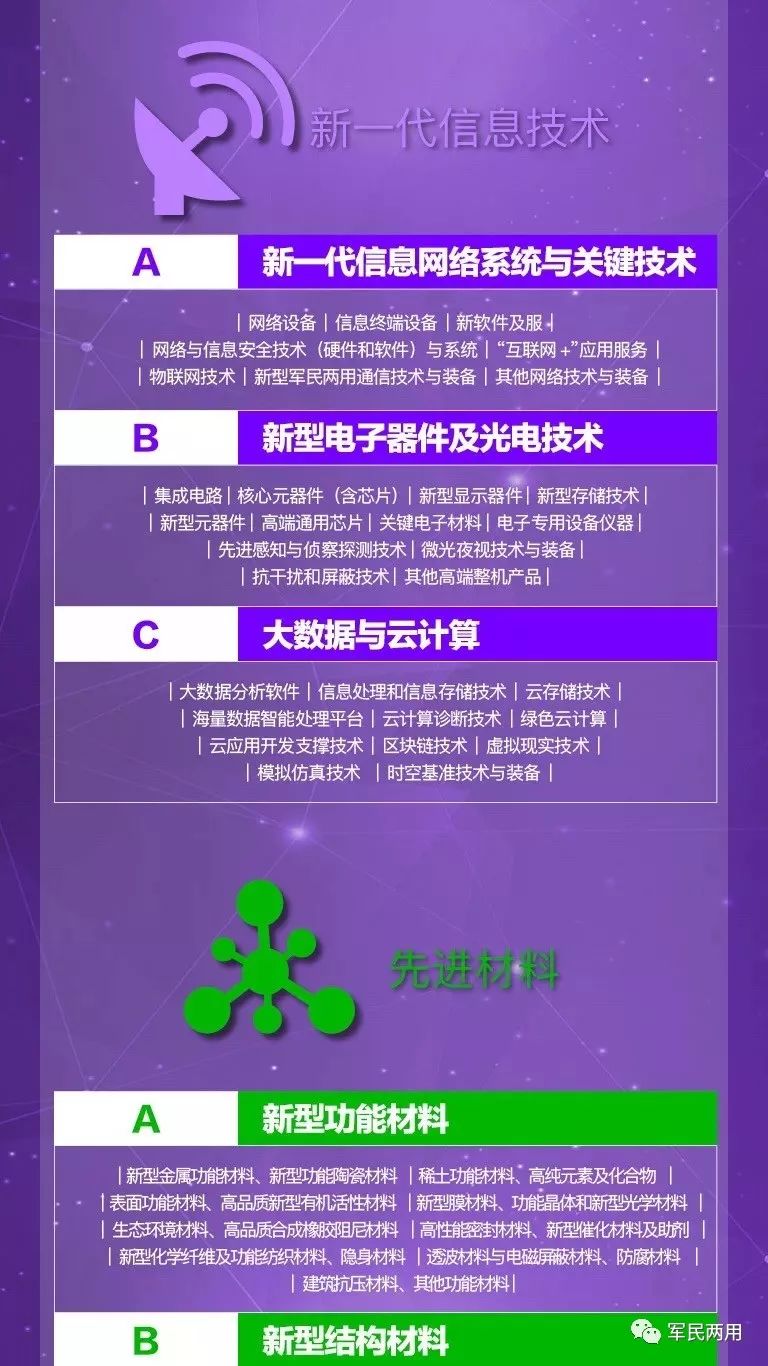 新一代信息技术
A 新一代信息网络系统与关键技术
| 网络设备 | 信息终端设备 | 新软件及服 |
| 网络与信息安全技术（硬件和软件）与系统 | “互联网 +”应用服务 |
| 物联网技术 | 新型军民两用通信技术与装备 | 其他网络技术与装备 |
B 新型电子器件及光电技术
| 集成电路 | 核心元器件（含芯片）| 新型显示器件 | 新型存储技术 |
| 新型元器件 | 高端通用芯片 | 关键电子材料 | 电子专用设备仪器 |
| 先进感知与侦察探测技术 | 微光夜视技术与装备 |
| 抗干扰和屏蔽技术 | 其他高端整机产品 |
C 大数据与云计算
| 大数据分析软件 | 信息处理和信息存储技术 | 云存储技术 |
| 海量数据智能处理平台 | 云计算诊断技术 | 绿色云计算 |
| 云应用开发支撑技术 | 区块链技术 | 虚拟现实技术 |
| 模拟仿真技术 | 时空基准技术与装备 |
先进材料
A 新型功能材料
| 新型金属功能材料、新型功能陶瓷材料 | 稀土功能材料、高纯元素及化合物 |
| 表面功能材料、高品质新型有机活性材料 | 新型膜材料、功能晶体和新型光学材料 |
| 生态环境材料、高品质合成橡胶阻尼材料 | 高性能密封材料、新型催化材料及助剂 |
| 新型化学纤维及功能纺织材料、隐身材料 | 透波材料与电磁屏蔽材料、防腐材料 |
| 建筑抗压材料、其他功能材料 |
B 新型结构材料
军民两用